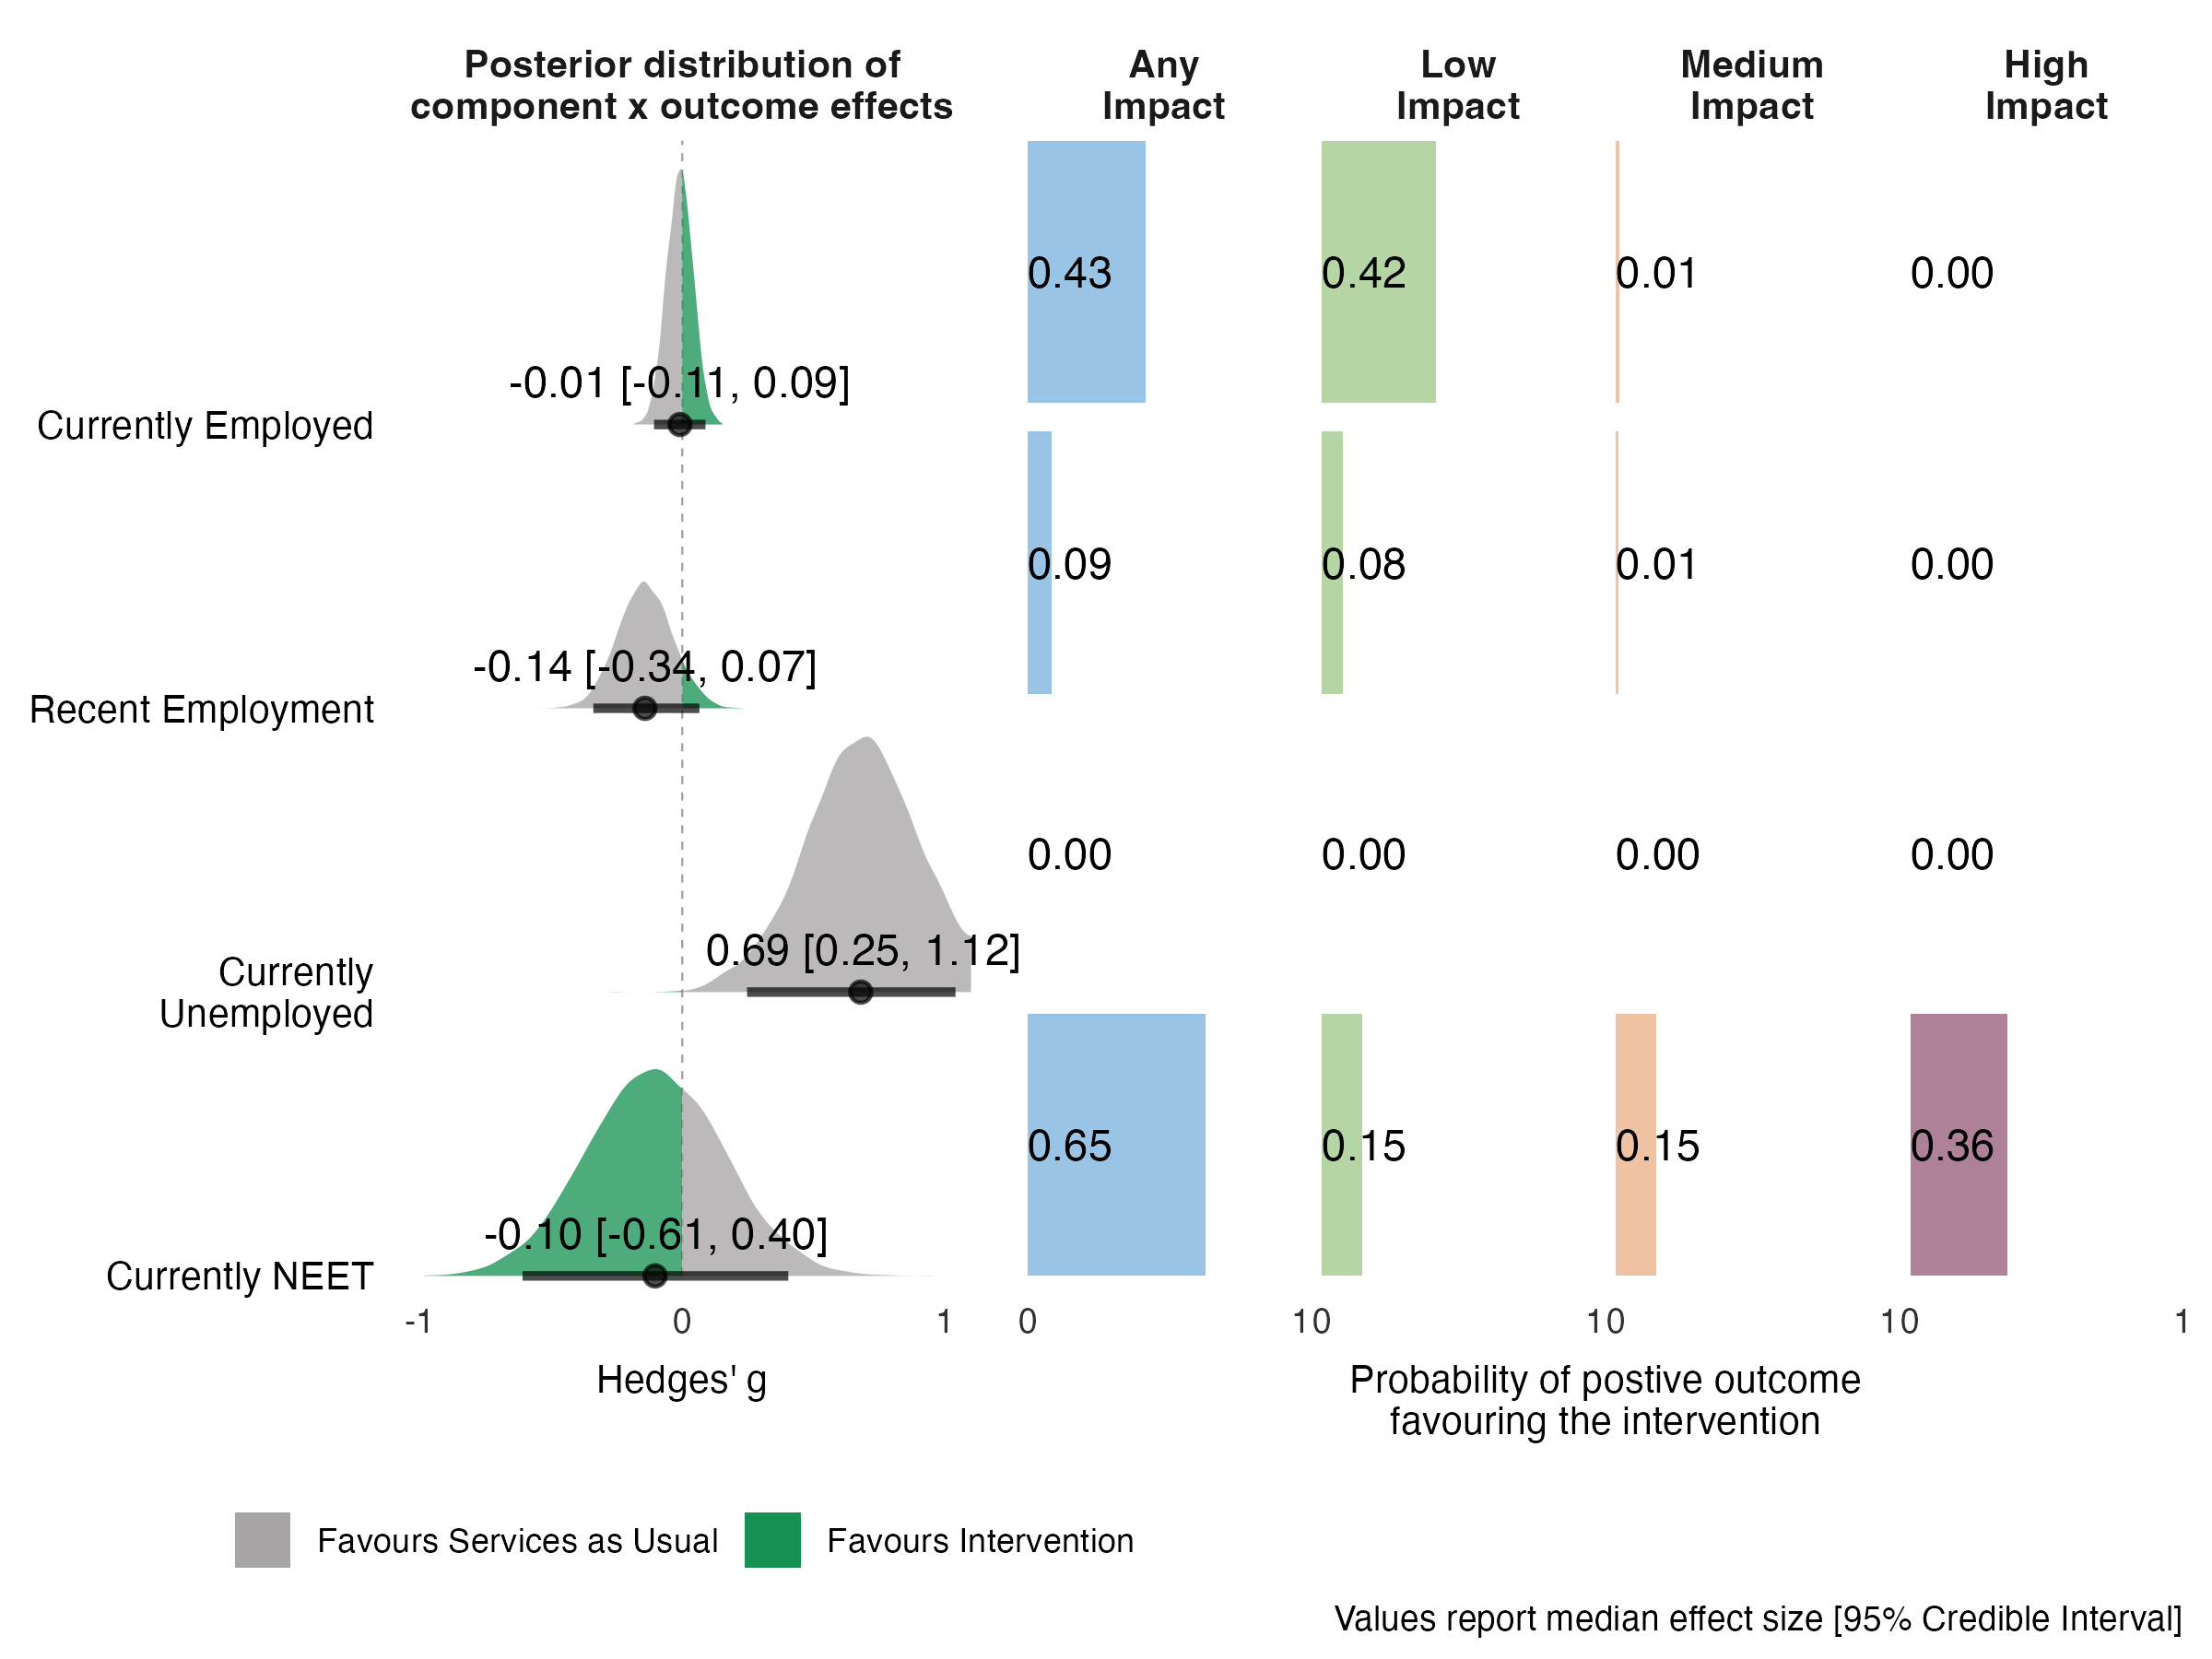 Posterior distribution of
component x outcome effects
Any
Impact
Low
Impact
Medium
Impact
High
Impact
Currently Employed
-0.01 [-0.11, 0.09]
0.43
0.42
0.01
0.00
Recent Employment
-0.14 [-0.34, 0.07]
0.09
0.08
0.01
0.00
Currently
Unemployed
0.69 [0.25, 1.12]
0.00
0.00
0.00
0.00
Currently NEET
-0.10 [-0.61, 0.40]
0.65
0.15
0.15
0.36
-1 0 1
0 10 10 10 1
Hedges' g
Probability of postive outcome
favouring the intervention
Favours Services as Usual
Favours Intervention
Values report median effect size [95% Credible Interval]